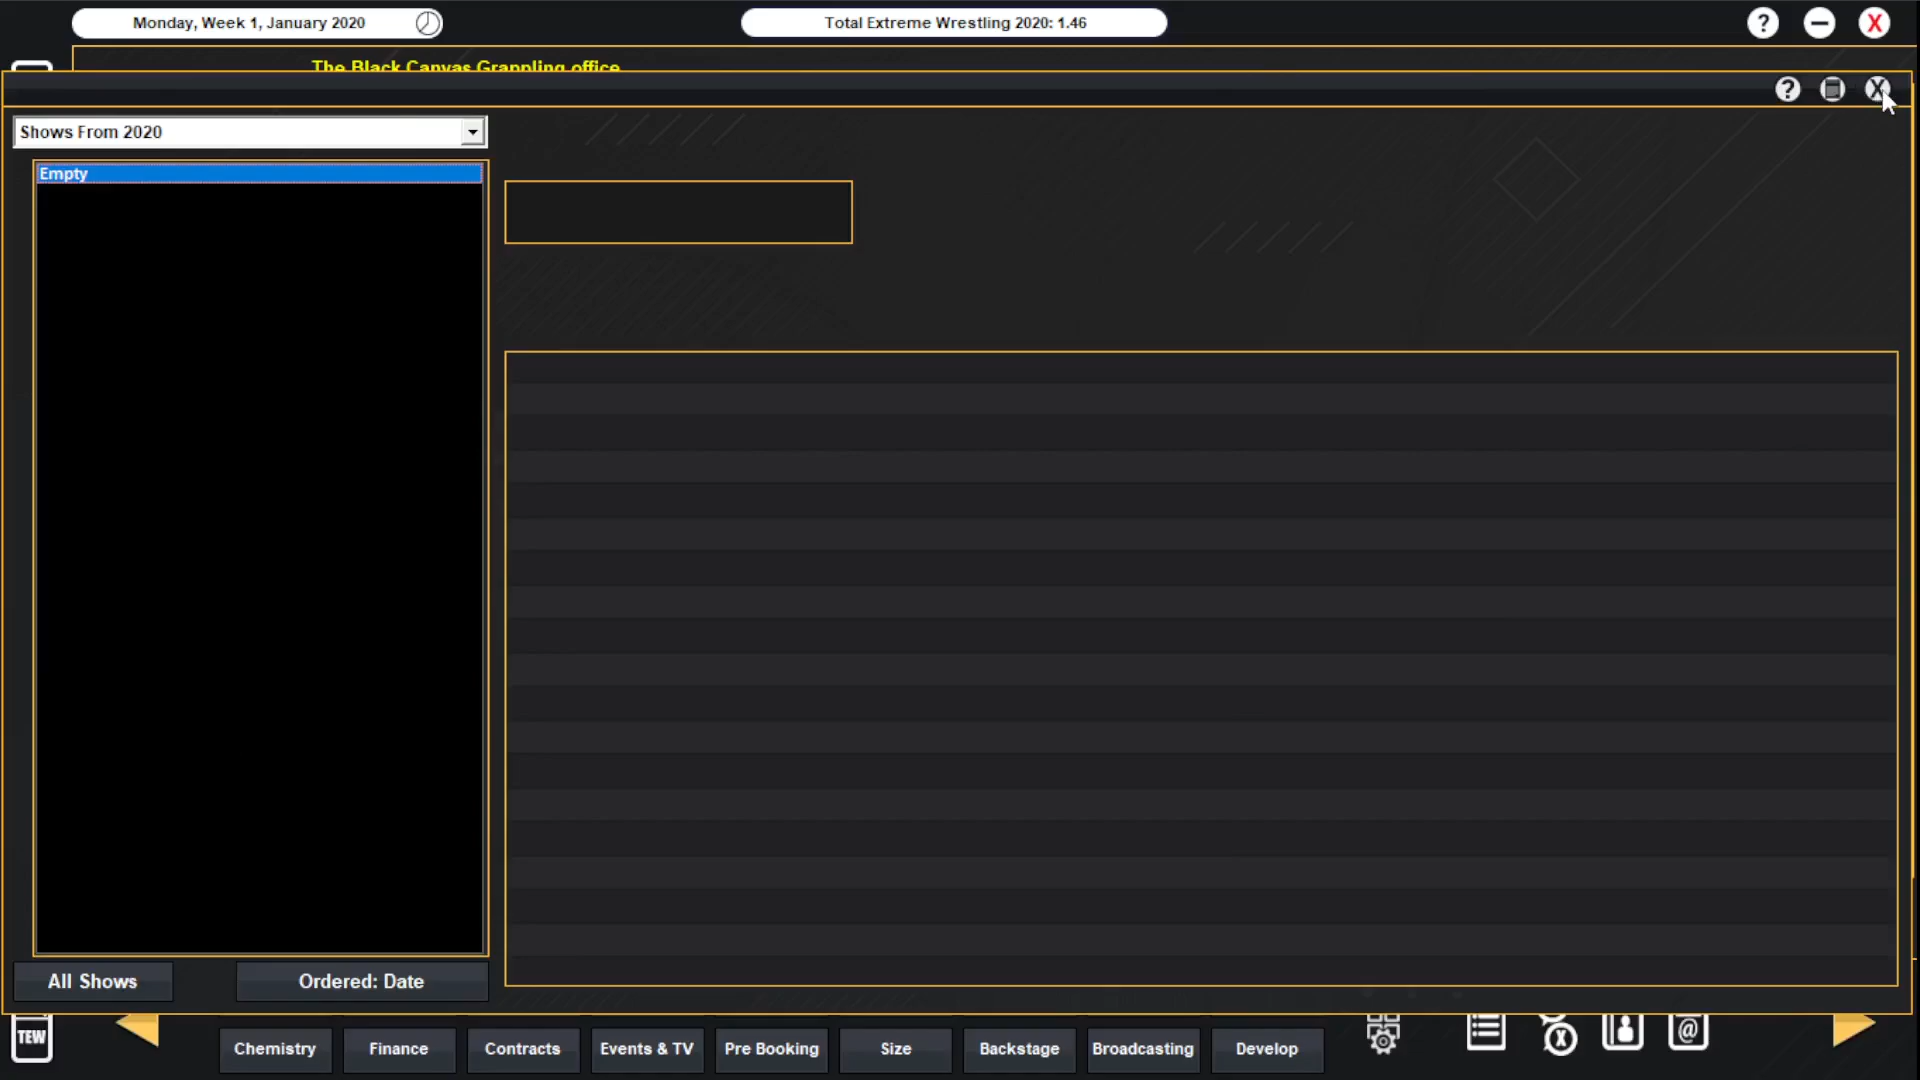 Monday, Week 1, January 2020
Total Extreme Wrestling 2020: 1.46
? X
The Black Canvas Grappling office
? X
Shows From 2020
Empty
All Shows
Ordered: Date
TEW
Chemistry
Finance
Contracts
Events & TV
Pre Booking
Size
Backstage
Broadcasting
Develop
X
@